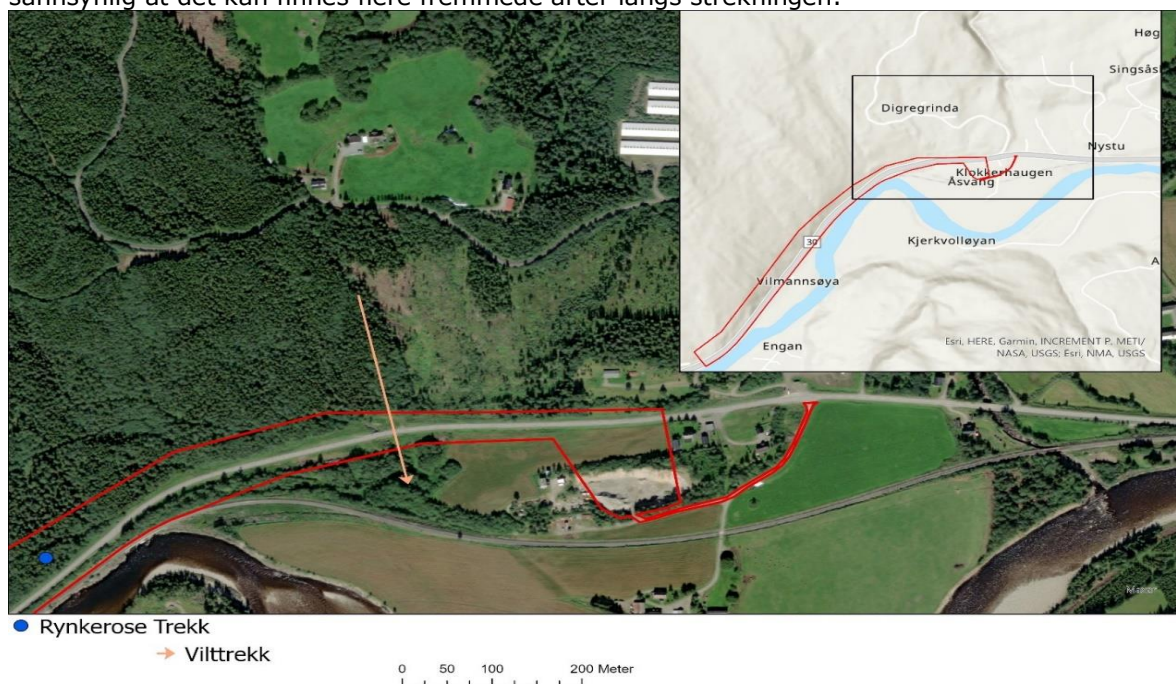 sannsynlig at det kan finnes flere fremmede arter langs strekningen.
Høg
Singsås
Digregrinda
Nystu
Klokkerhaugen
Åsvang
Kjerkvolløyan
30
A
Vilmannsøya
Engan
Esri, HERE, Garmin, INCREMENT P, METI/
NASA, USGS; Esri, NMA, USGS
Rynkerose Trekk
Vilttrekk
0 50 100 200 Meter